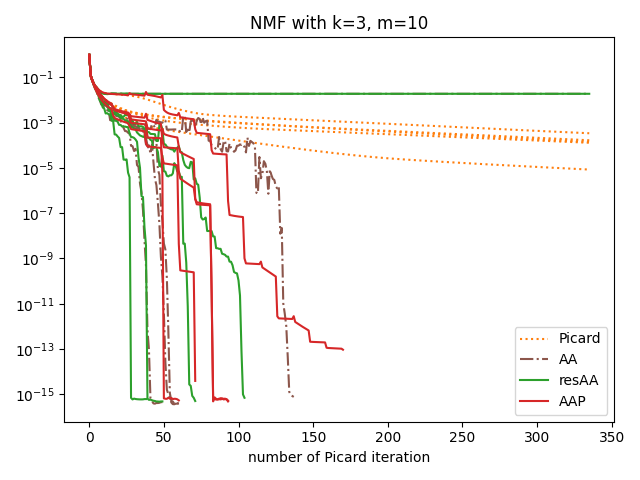 NMF with k=3, m=10
10⁻¹
10⁻³
10⁻⁵
10⁻⁷
10⁻⁹
10⁻¹¹
10⁻¹³
10⁻¹⁵
Picard
AA
resAA
AAP
0 50 100 150 200 250 300 350
number of Picard iteration